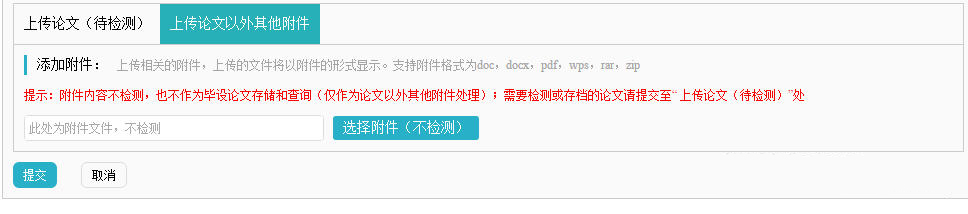 上传论文（待检测） 上传论文以外其他附件
添加附件： 上传相关的附件，上传的文件将以附件的形式显示。支持附件格式为doc，docx，pdf，wps，rar，zip
提示：附件内容不检测，也不作为毕设论文存储和查询（仅作为论文以外其他附件处理）；需要检测或存档的论文请提交至“上传论文（待检测）”处
此处为附件文件，不检测 选择附件（不检测）
提交 取消